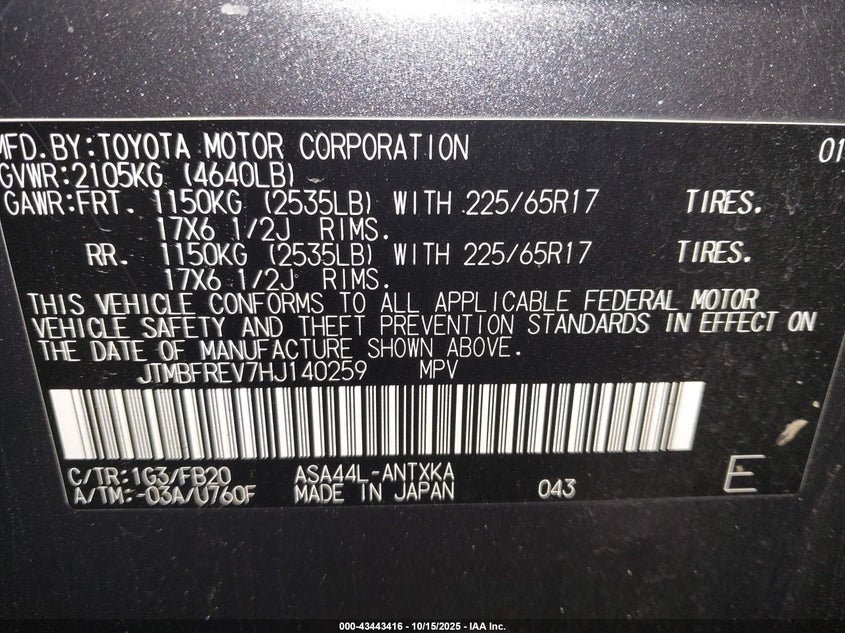 MFD. BY: TOYOTA MOTOR CORPORATION 01
GVWR: 2105KG (4640LB)
GAWR: FRT. 1150KG (2535LB) WITH 225/65R17 TIRES.
17X6 1/2J RIMS.
RR. 1150KG (2535LB) WITH 225/65R17 TIRES.
17X6 1/2J RIMS.
THIS VEHICLE CONFORMS TO ALL APPLICABLE FEDERAL MOTOR
VEHICLE SAFETY AND THEFT PREVENTION STANDARDS IN EFFECT ON
THE DATE OF MANUFACTURE SHOWN ABOVE.
JTMBFREV7HJ140259 MPV
C/TR: 1G3/FB20 ASA44L-ANTXKA
A/TM: -03A/U760F MADE IN JAPAN 043 E
000-43443416 - 10/15/2025 - IAA Inc.